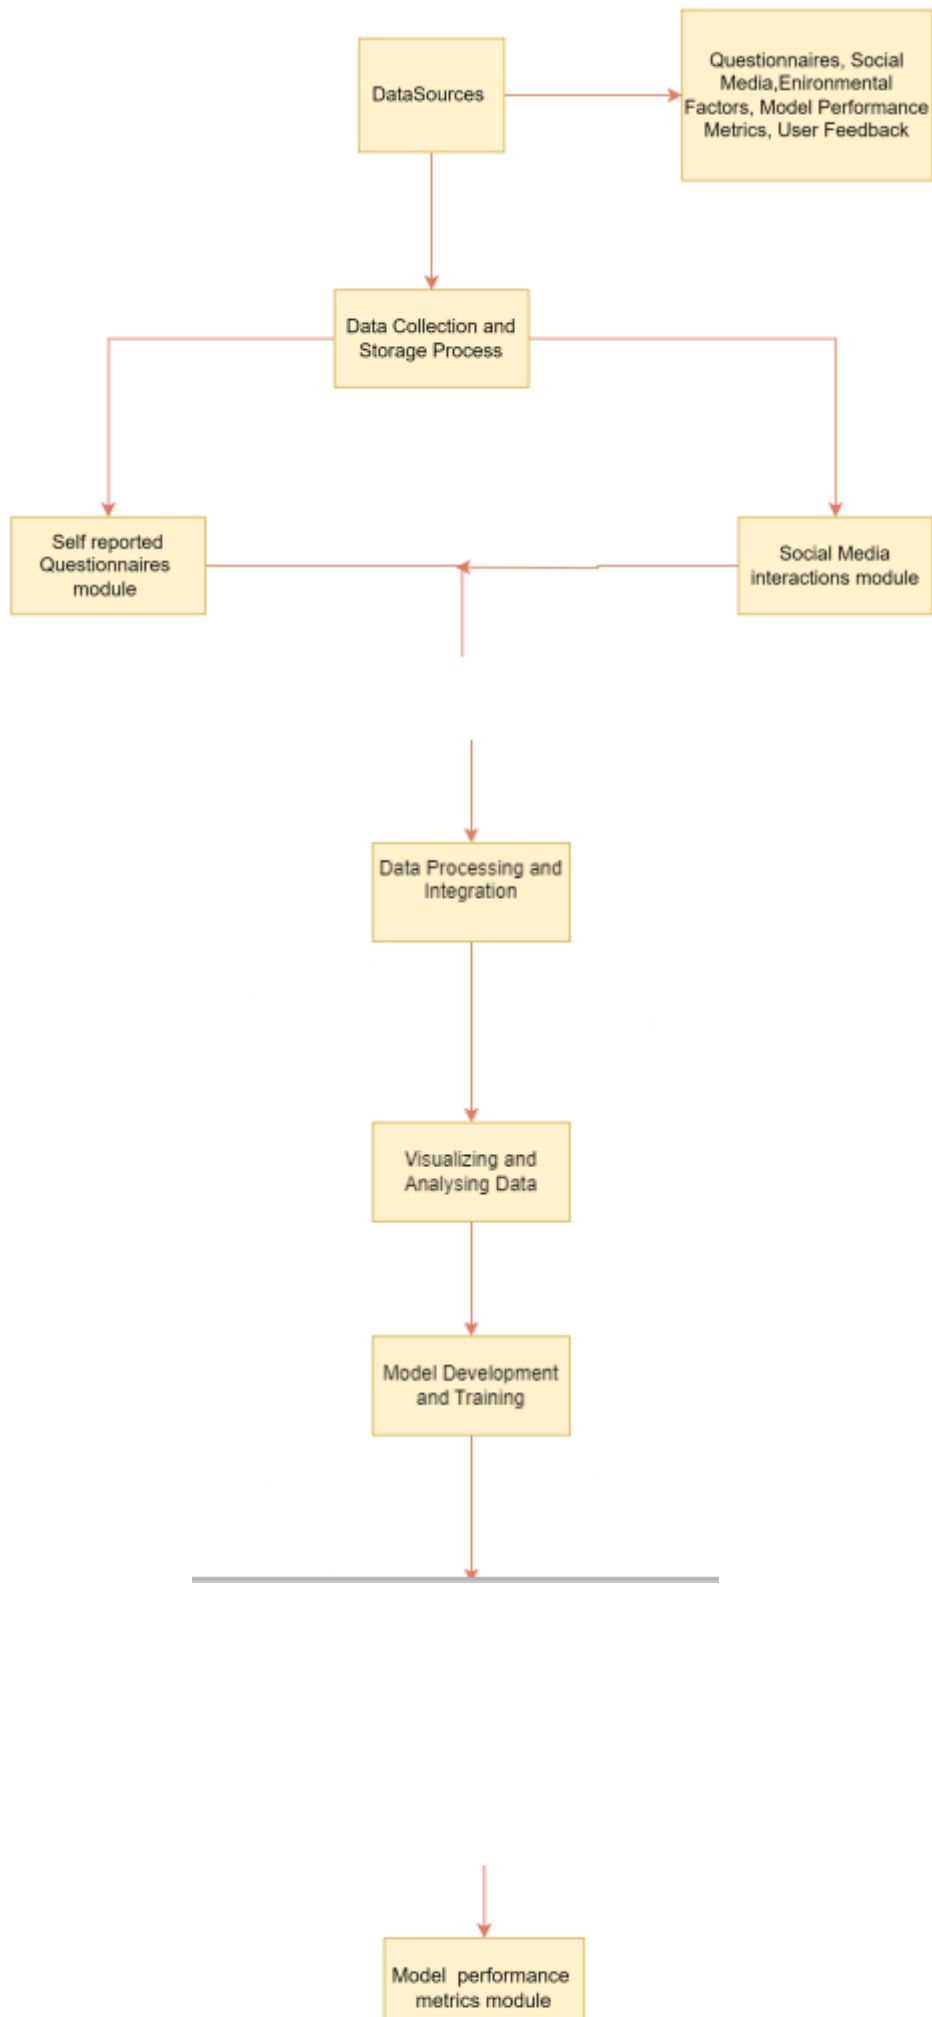 DataSources
Questionnaires, Social
Media,Enironmental
Factors, Model Performance
Metrics, User Feedback
Data Collection and
Storage Process
Self reported
Questionnaires
module
Social Media
interactions module
Data Processing and
Integration
Visualizing and
Analysing Data
Model Development
and Training
Model performance
metrics module